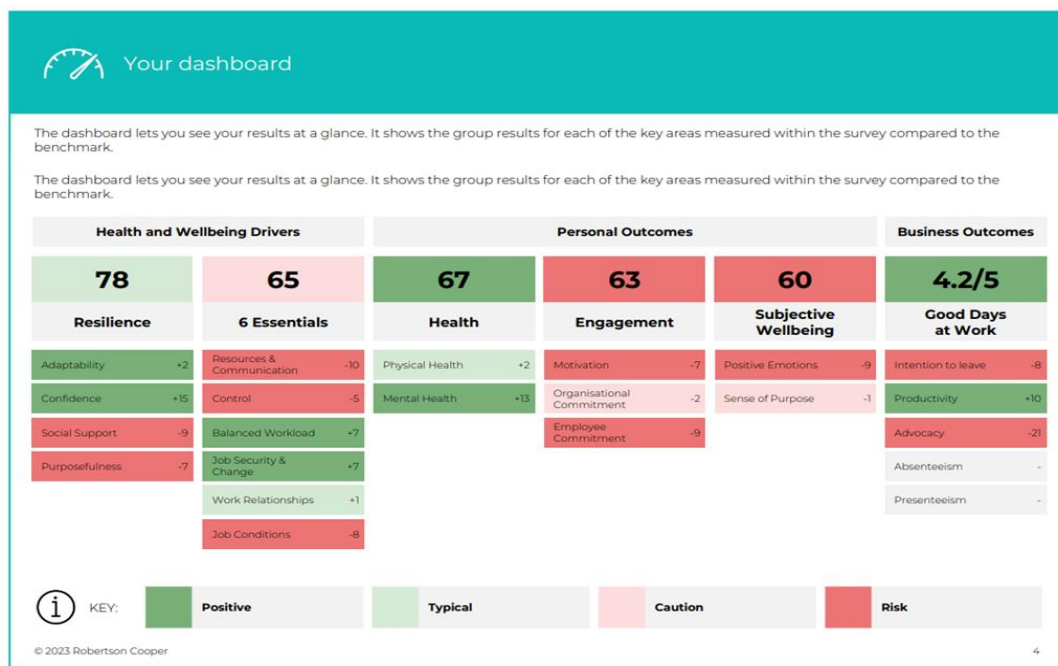 Your dashboard
The dashboard lets you see your results at a glance. It shows the group results for each of the key areas measured within the survey compared to the
benchmark.
The dashboard lets you see your results at a glance. It shows the group results for each of the key areas measured within the survey compared to the
benchmark.
Health and Wellbeing Drivers
Personal Outcomes
Business Outcomes
78
65
67
63
60
4.2/5
Resilience
6 Essentials
Health
Engagement
Subjective
Wellbeing
Good Days
at Work
Adaptability +2
Confidence +15
Social Support -9
Purposefulness -7
Resources &
Communication -10
Control -5
Balanced Workload +7
Job Security &
Change +7
Work Relationships +1
Job Conditions -8
Physical Health +2
Mental Health +13
Motivation -7
Organisational
Commitment -2
Employee
Commitment -9
Positive Emotions -9
Sense of Purpose -1
Intention to leave -8
Productivity +10
Advocacy -21
Absenteeism -
Presenteeism -
i KEY:
Positive
Typical
Caution
Risk
© 2023 Robertson Cooper
4